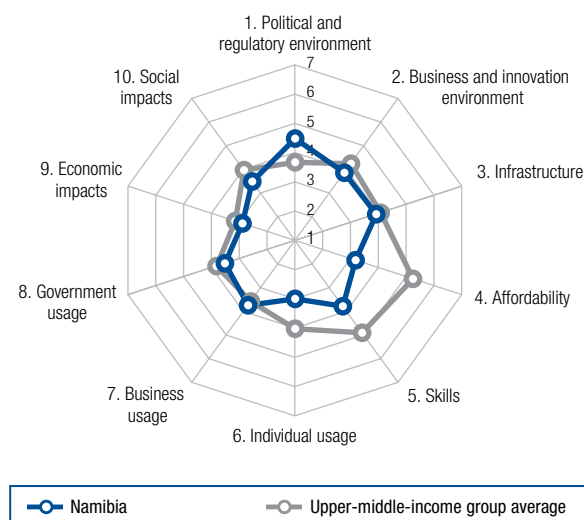 1. Political and
regulatory environment
10. Social
impacts
2. Business and innovation
environment
9. Economic
impacts
3. Infrastructure
8. Government
usage
4. Affordability
7. Business
usage
5. Skills
6. Individual usage
7
6
5
4
3
2
1
Namibia
Upper-middle-income group average